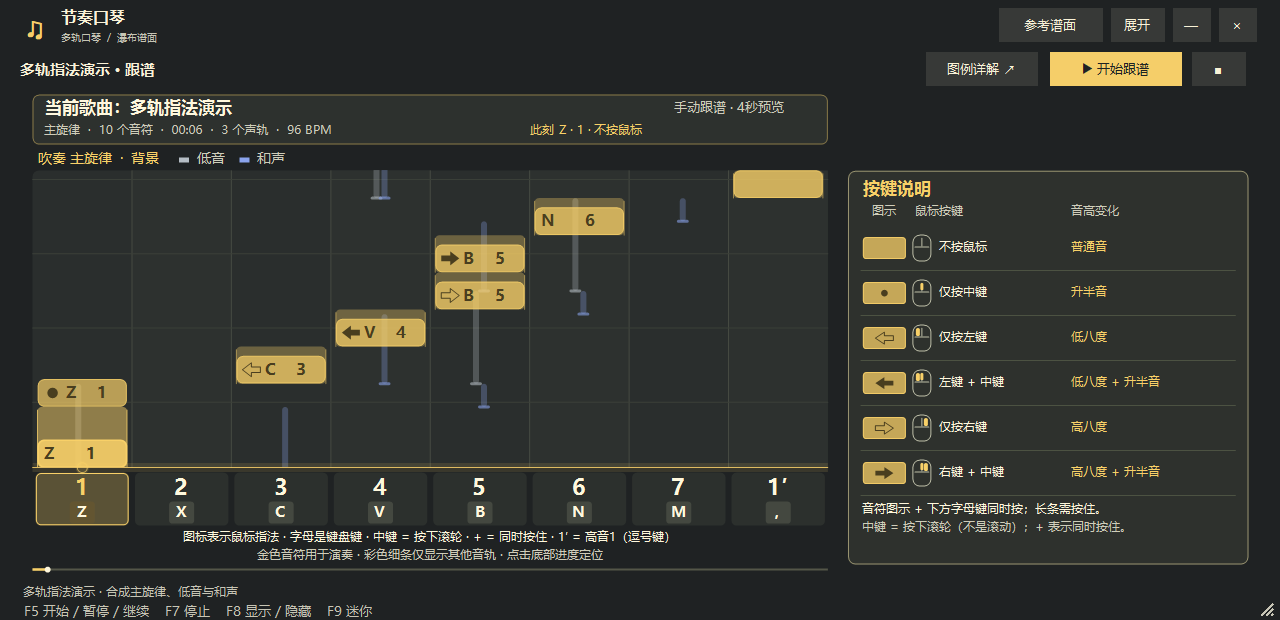 节奏口琴
多轨口琴 / 瀑布谱面
参考谱面 展开 — ×
多轨指法演示 • 跟谱
图例详解 ↗ ▶ 开始跟谱 ■
当前歌曲：多轨指法演示
手动跟谱 · 4秒预览
主旋律 · 10 个音符 · 00:06 · 3 个声轨 · 96 BPM
此刻 Z · 1 · 不按鼠标
吹奏 主旋律 · 背景 低音 和声
N 6
➡ B 5
⇨ B 5
⬅ V 4
⇦ C 3
● Z 1
Z 1
1 2 3 4 5 6 7 1′
Z X C V B N M ,
图标表示鼠标指法 · 字母是键盘键 · 中键 = 按下滚轮 · + = 同时按住 · 1′ = 高音1（逗号键）
金色音符用于演奏 · 彩色细条仅显示其他音轨 · 点击底部进度定位
按键说明
图示 鼠标按键 音高变化
不按鼠标 普通音
● 仅按中键 升半音
⇦ 仅按左键 低八度
⬅ 左键 + 中键 低八度 + 升半音
⇨ 仅按右键 高八度
➡ 右键 + 中键 高八度 + 升半音
音符图示 + 下方字母键同时按；长条需按住。
中键 = 按下滚轮（不是滚动）；+ 表示同时按住。
多轨指法演示 · 合成主旋律、低音与和声
F5 开始 / 暂停 / 继续 F7 停止 F8 显示 / 隐藏 F9 迷你